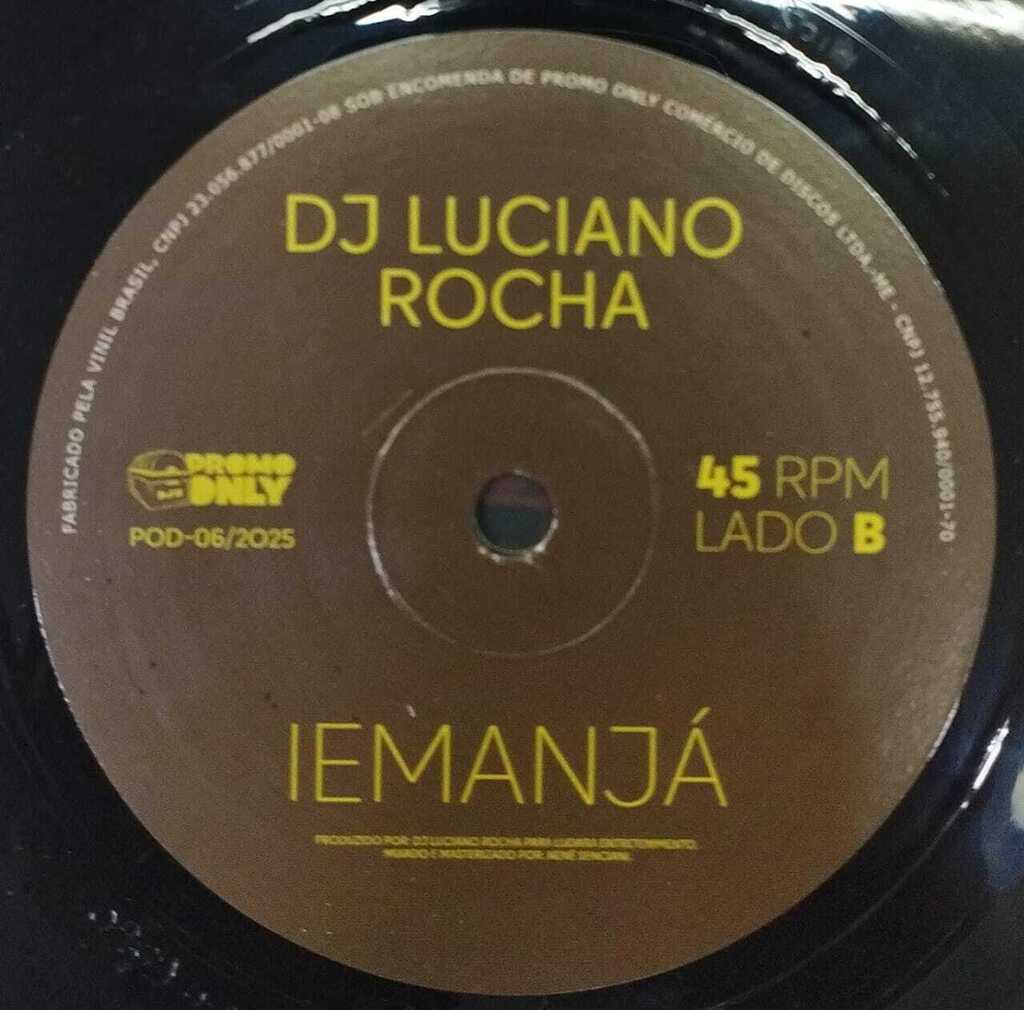 FABRICADO PELA VINIL BRASIL, CNPJ 23.056.877/0001-08 SOB ENCOMENDA DE PROMO ONLY COMÉRCIO DE DISCOS LTDA.-ME - CNPJ 12.755.940/0001-70
DJ LUCIANO
ROCHA
PROMO
ONLY
POD-06/2025
45 RPM
LADO B
IEMANJÁ
PRODUZIDO POR: DJ LUCIANO ROCHA PARA ENTRETENIMENTO.
MIXADO E MASTERIZADO POR: